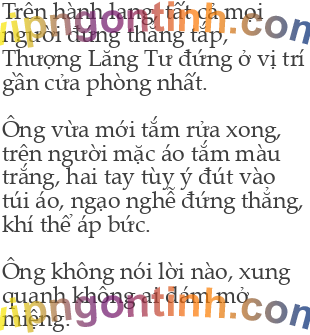 Trên hành lang, tất cả mọi
người đứng thẳng tắp,
Thượng Lăng Tư đứng ở vị trí
gần cửa phòng nhất.
Ông vừa mới tắm rửa xong,
trên người mặc áo tắm màu
trắng, hai tay tùy ý đút vào
túi áo, ngạo nghễ đứng thẳng,
khí thế áp bức.
Ông không nói lời nào, xung
quanh không ai dám mở
miệng.